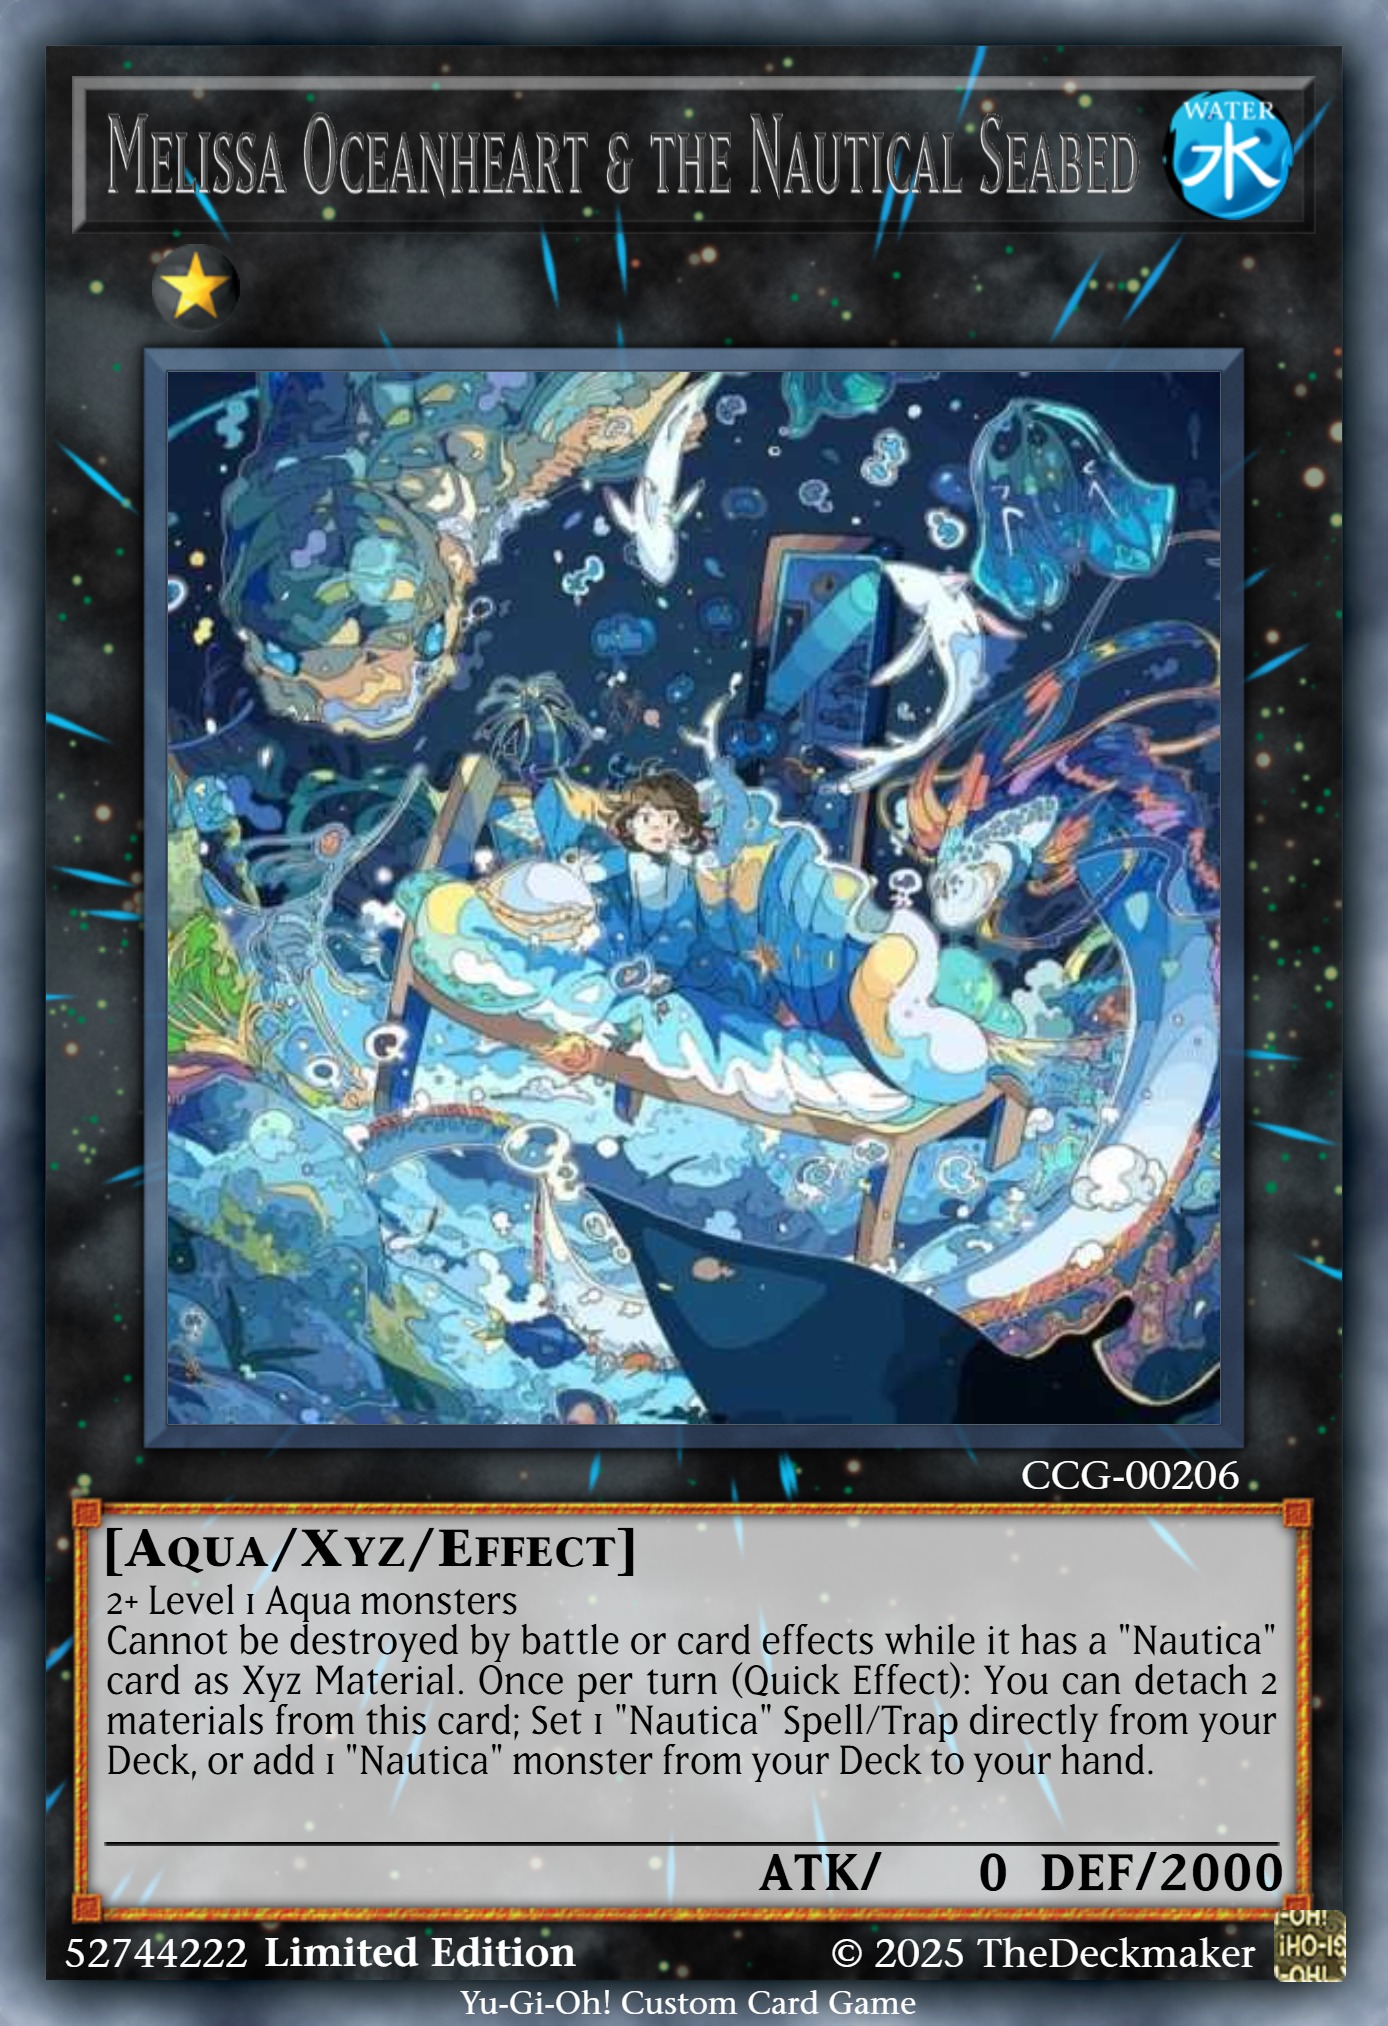 Melissa Oceanheart & the Nautical Seabed
WATER
水
CCG-00206
[Aqua/Xyz/Effect]
2+ Level 1 Aqua monsters
Cannot be destroyed by battle or card effects while it has a "Nautica"
card as Xyz Material. Once per turn (Quick Effect): You can detach 2
materials from this card; Set 1 "Nautica" Spell/Trap directly from your
Deck, or add 1 "Nautica" monster from your Deck to your hand.
ATK/ 0 DEF/2000
52744222 Limited Edition
© 2025 TheDeckmaker
Yu-Gi-Oh! Custom Card Game